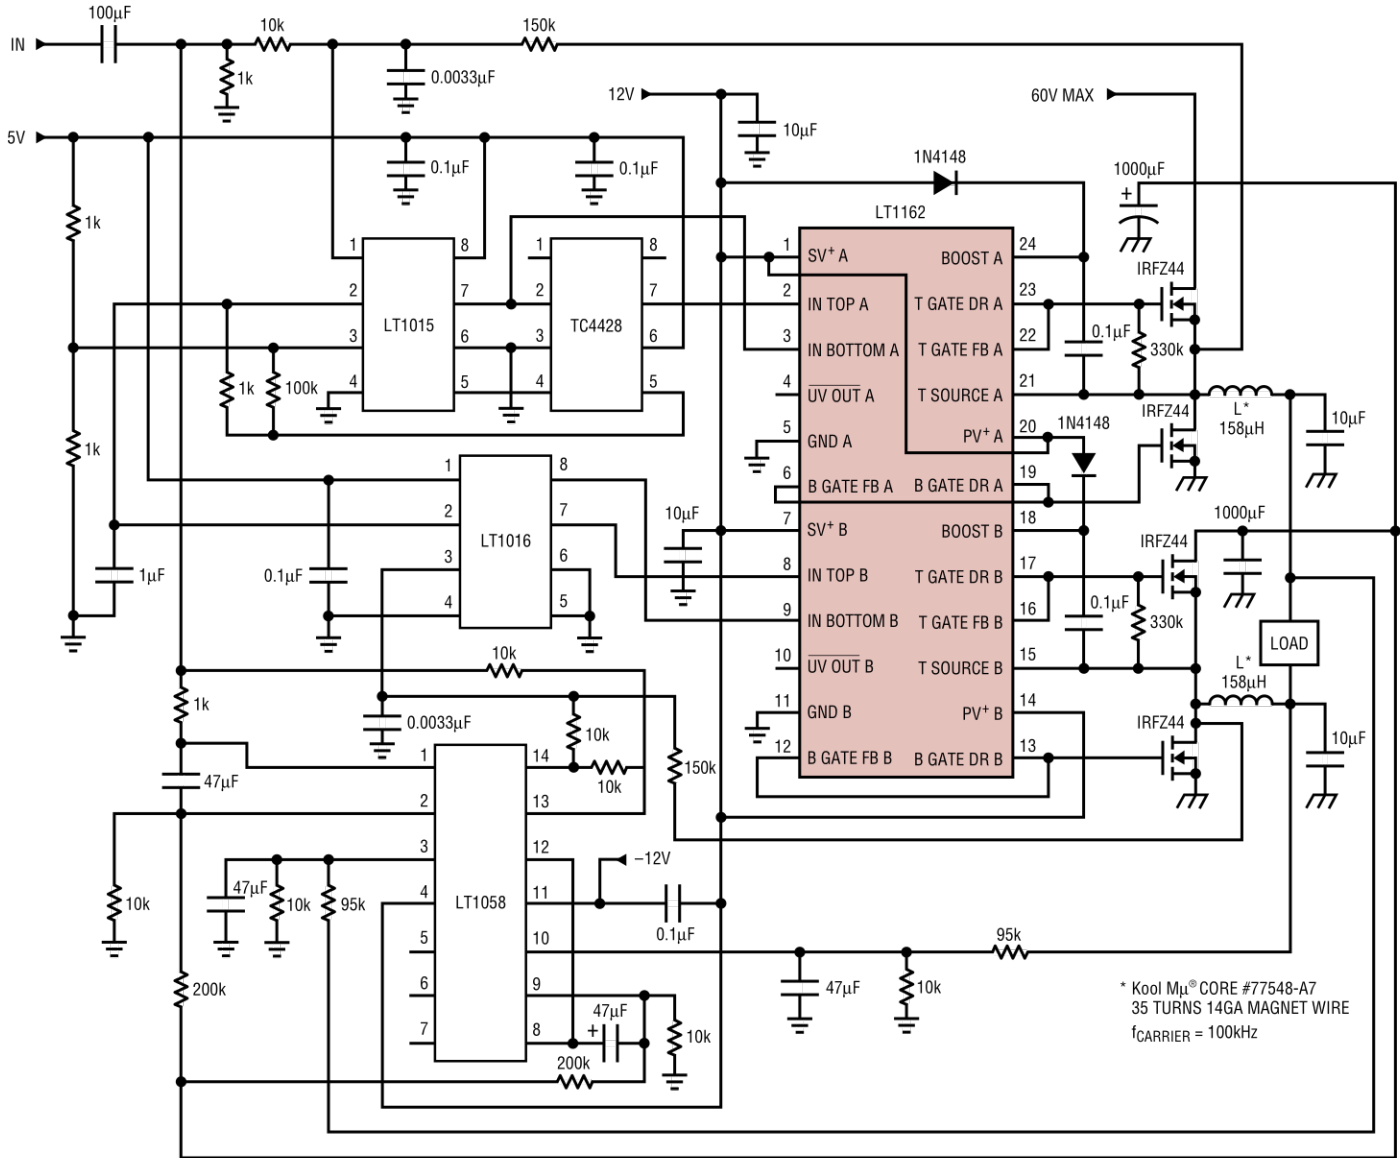 100µF
IN
10k
150k
1k
0.0033µF
12V
60V MAX
10µF
5V
0.1µF
0.1µF
1N4148
1000µF
+
LT1162
1k
1
2
3
4
LT1015
8
7
6
5
1
2
3
4
TC4428
8
7
6
5
1k
100k
1k
1 SV+ A
2 IN TOP A
3 IN BOTTOM A
4 UV OUT A
5 GND A
6 B GATE FB A
7 SV+ B
8 IN TOP B
9 IN BOTTOM B
10 UV OUT B
11 GND B
12 B GATE FB B
BOOST A 24
T GATE DR A 23
T GATE FB A 22
T SOURCE A 21
PV+ A 20
B GATE DR A 19
BOOST B 18
T GATE DR B 17
T GATE FB B 16
T SOURCE B 15
PV+ B 14
B GATE DR B 13
IRFZ44
0.1µF
330k
IRFZ44
L*
158µH
10µF
1N4148
1
2
3
4
LT1016
8
7
6
5
10µF
1µF
0.1µF
1000µF
IRFZ44
0.1µF
330k
LOAD
L*
158µH
IRFZ44
10µF
10k
1k
0.0033µF
10k
10k
150k
47µF
1
2
3
4
5
6
7
LT1058
14
13
12
11
10
9
8
–12V
0.1µF
10k
47µF
10k
95k
95k
47µF
10k
200k
47µF
+
10k
200k
* Kool Mµ® CORE #77548-A7
35 TURNS 14GA MAGNET WIRE
fCARRIER = 100kHz